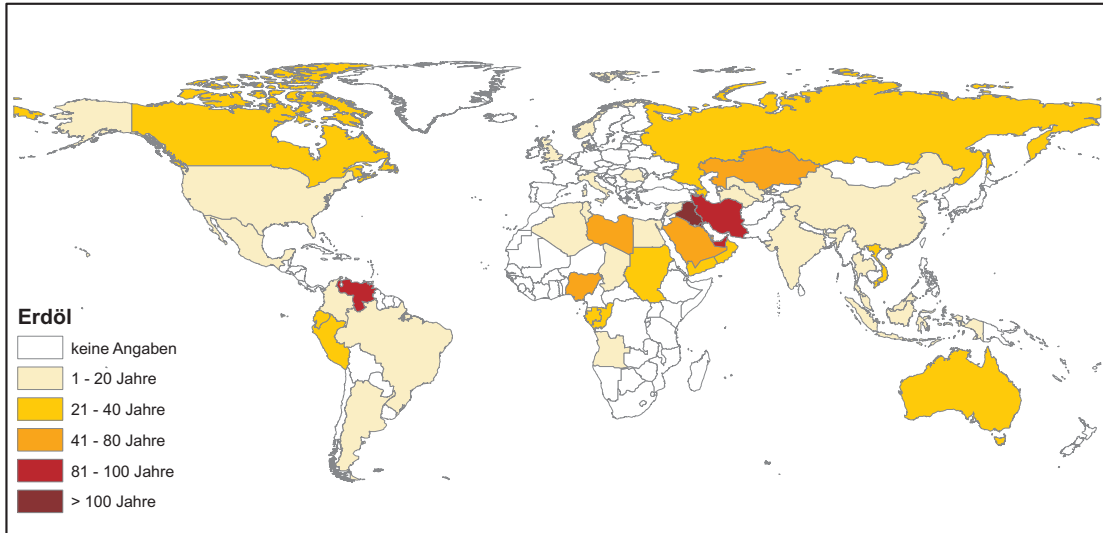 Erdöl
keine Angaben
1 - 20 Jahre
21 - 40 Jahre
41 - 80 Jahre
81 - 100 Jahre
> 100 Jahre